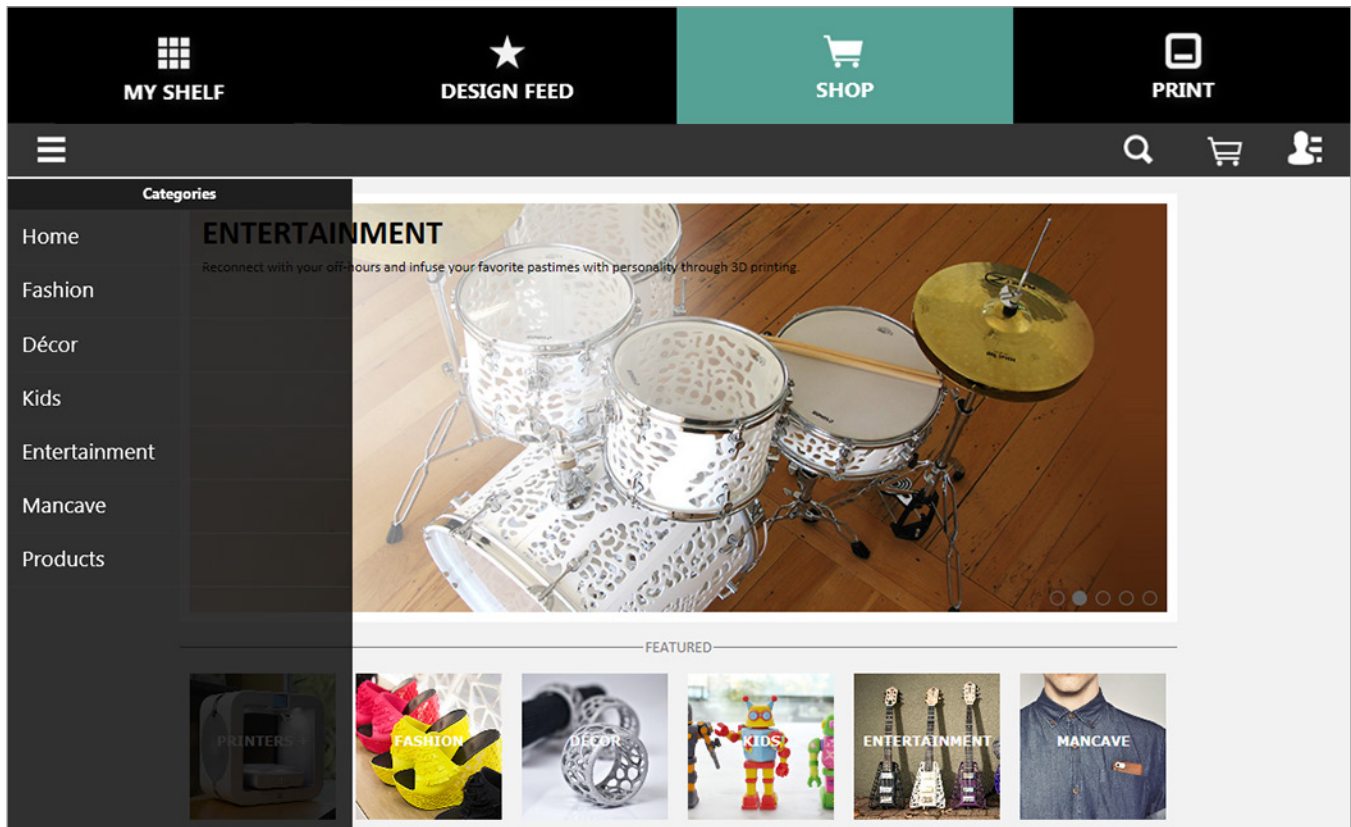 MY SHELF
DESIGN FEED
SHOP
PRINT
Categories
Home
Fashion
Décor
Kids
Entertainment
Mancave
Products
ENTERTAINMENT
Reconnect with your off-hours and infuse your favorite pastimes with personality through 3D printing.
FEATURED
PRINTERS +
FASHION
DÉCOR
KIDS
ENTERTAINMENT
MANCAVE